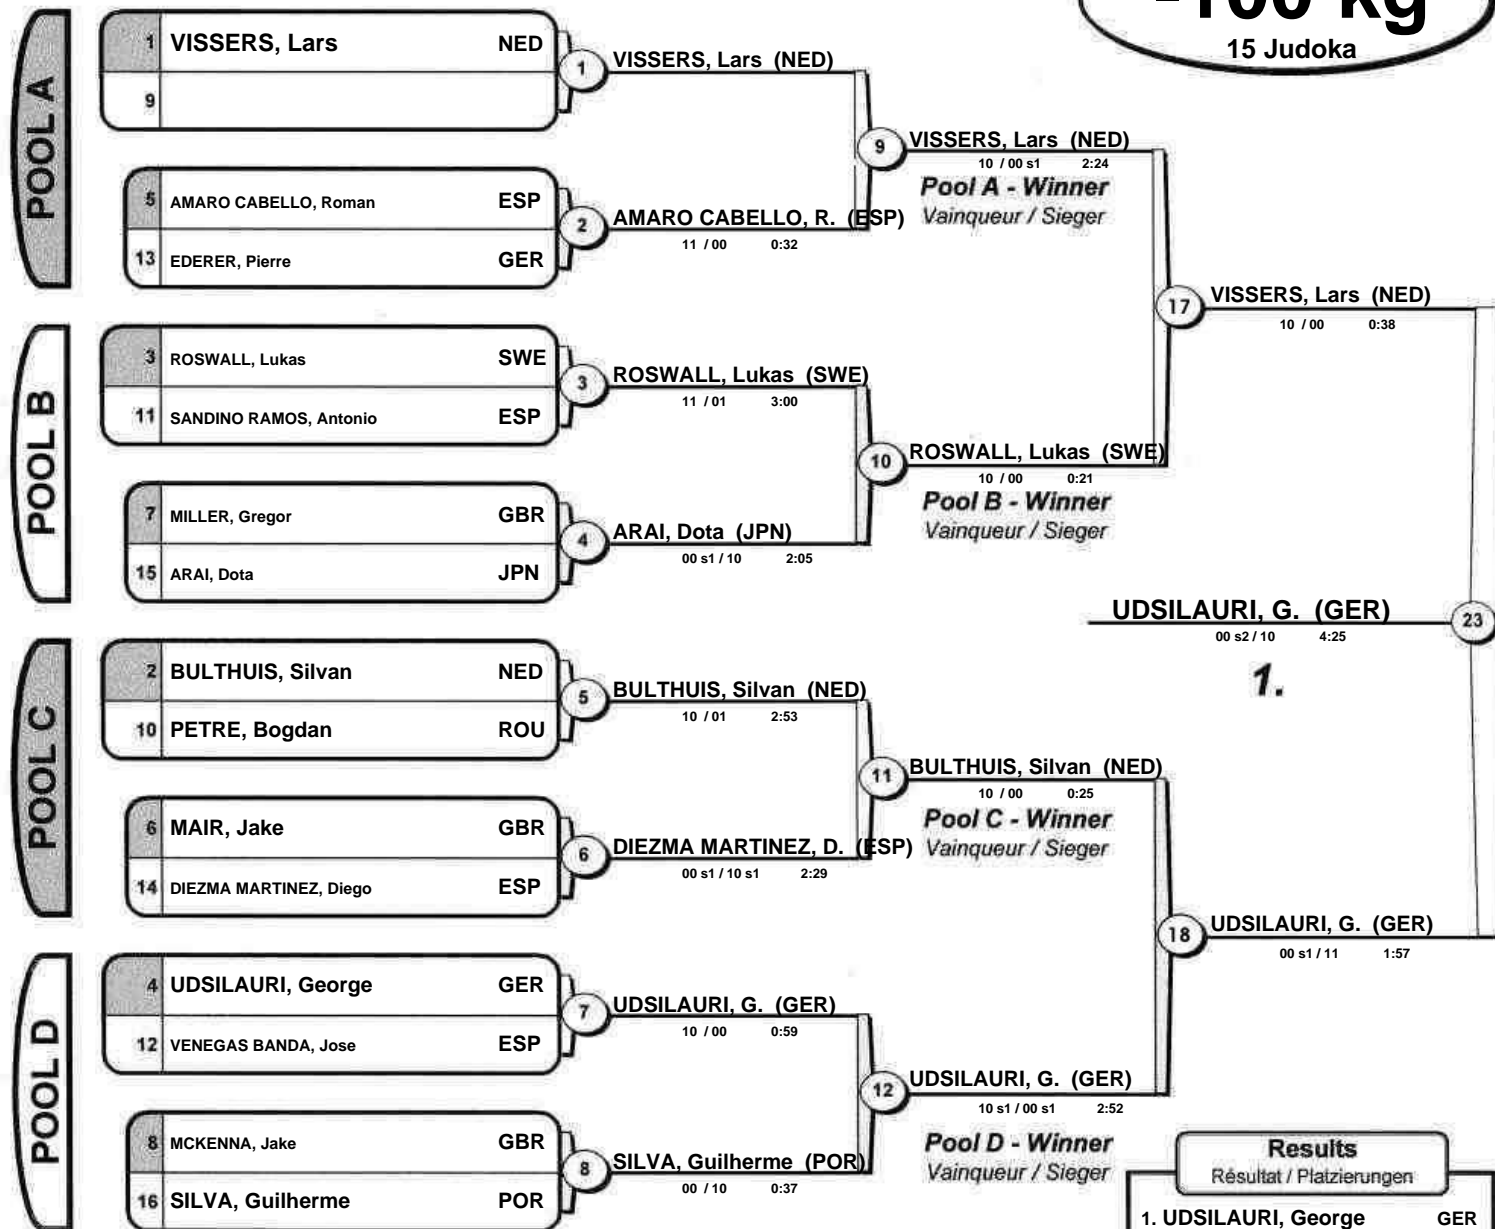 -100 kg
15 Judoka
POOL A
1 VISSERS, Lars NED
9
5 AMARO CABELLO, Roman ESP
13 EDERER, Pierre GER
POOL B
3 ROSWALL, Lukas SWE
11 SANDINO RAMOS, Antonio ESP
7 MILLER, Gregor GBR
15 ARAI, Dota JPN
POOL C
2 BULTHUIS, Silvan NED
10 PETRE, Bogdan ROU
6 MAIR, Jake GBR
14 DIEZMA MARTINEZ, Diego ESP
POOL D
4 UDSILAURI, George GER
12 VENEGAS BANDA, Jose ESP
8 MCKENNA, Jake GBR
16 SILVA, Guilherme POR
1 VISSERS, Lars (NED)
2 AMARO CABELLO, R. (ESP)
11 / 00 0:32
3 ROSWALL, Lukas (SWE)
11 / 01 3:00
4 ARAI, Dota (JPN)
00 s1 / 10 2:05
5 BULTHUIS, Silvan (NED)
10 / 01 2:53
6 DIEZMA MARTINEZ, D. (ESP)
00 s1 / 10 s1 2:29
7 UDSILAURI, G. (GER)
10 / 00 0:59
8 SILVA, Guilherme (POR)
00 / 10 0:37
9 VISSERS, Lars (NED)
10 / 00 s1 2:24
Pool A - Winner
Vainqueur / Sieger
10 ROSWALL, Lukas (SWE)
10 / 00 0:21
Pool B - Winner
Vainqueur / Sieger
11 BULTHUIS, Silvan (NED)
10 / 00 0:25
Pool C - Winner
Vainqueur / Sieger
12 UDSILAURI, G. (GER)
10 s1 / 00 s1 2:52
Pool D - Winner
Vainqueur / Sieger
17 VISSERS, Lars (NED)
10 / 00 0:38
18 UDSILAURI, G. (GER)
00 s1 / 11 1:57
UDSILAURI, G. (GER) 23
00 s2 / 10 4:25
1.
Results
Résultat / Platzierungen
1. UDSILAURI, George GER